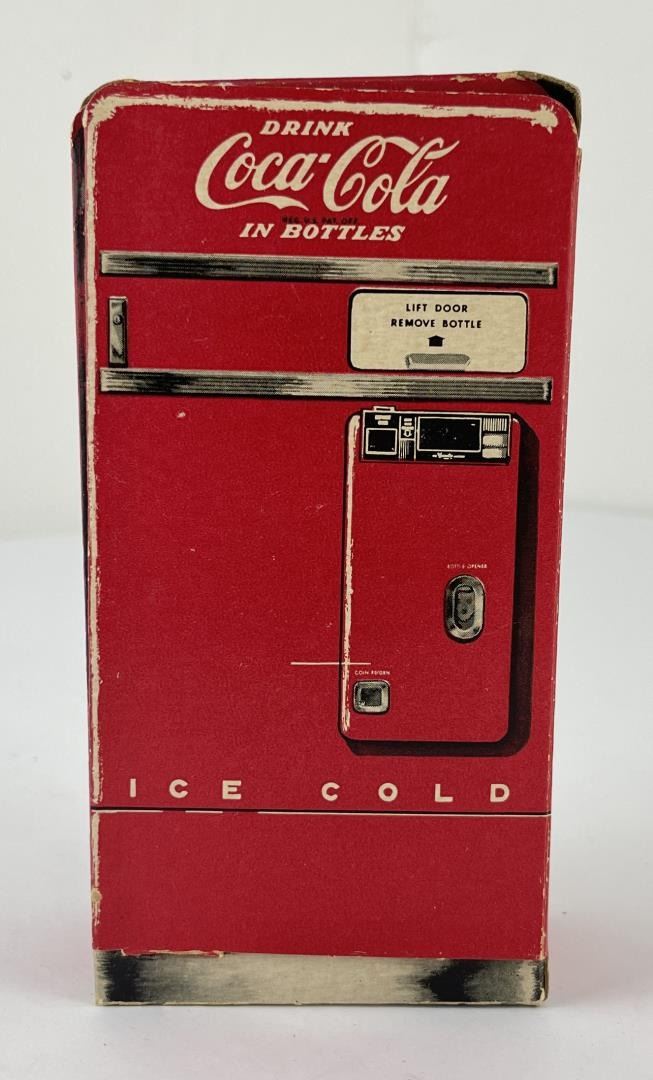 DRINK
Coca-Cola
REG. U.S. PAT. OFF.
IN BOTTLES
LIFT DOOR
REMOVE BOTTLE
BOTTLE OPENER
COIN RETURN
ICE COLD